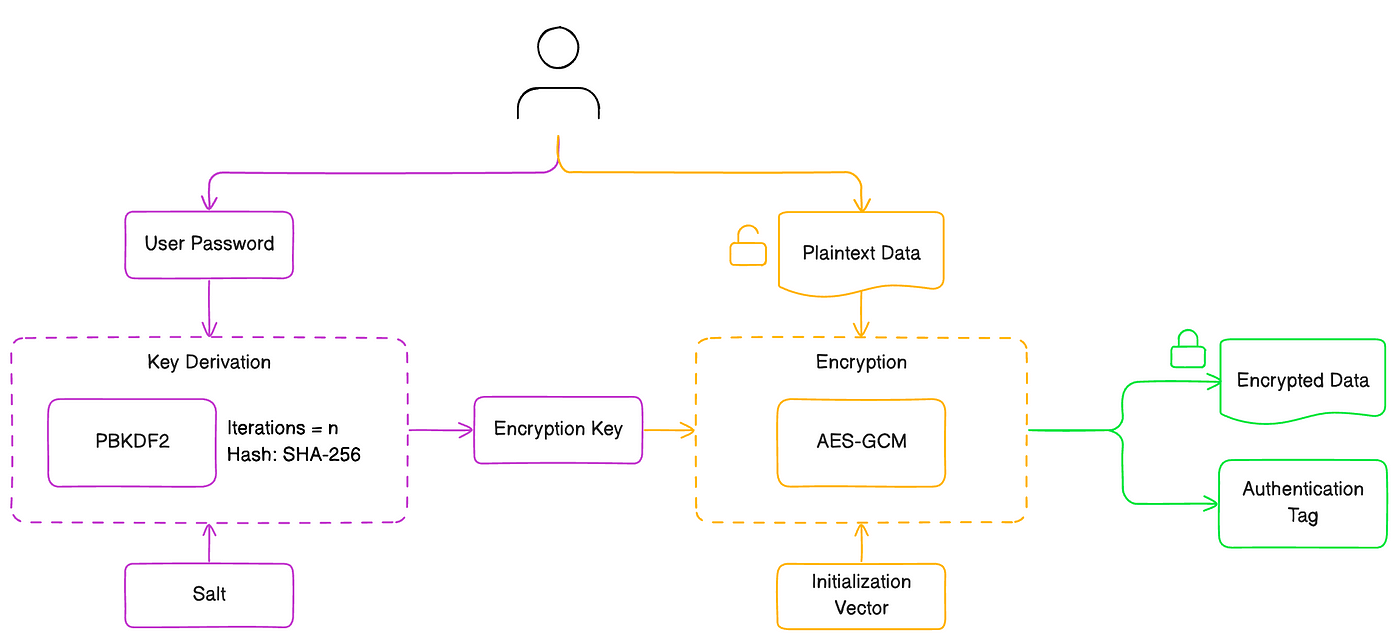 User Password
Plaintext Data
Key Derivation
PBKDF2
Iterations = n
Hash: SHA-256
Encryption Key
Encryption
AES-GCM
Encrypted Data
Authentication
Tag
Salt
Initialization
Vector